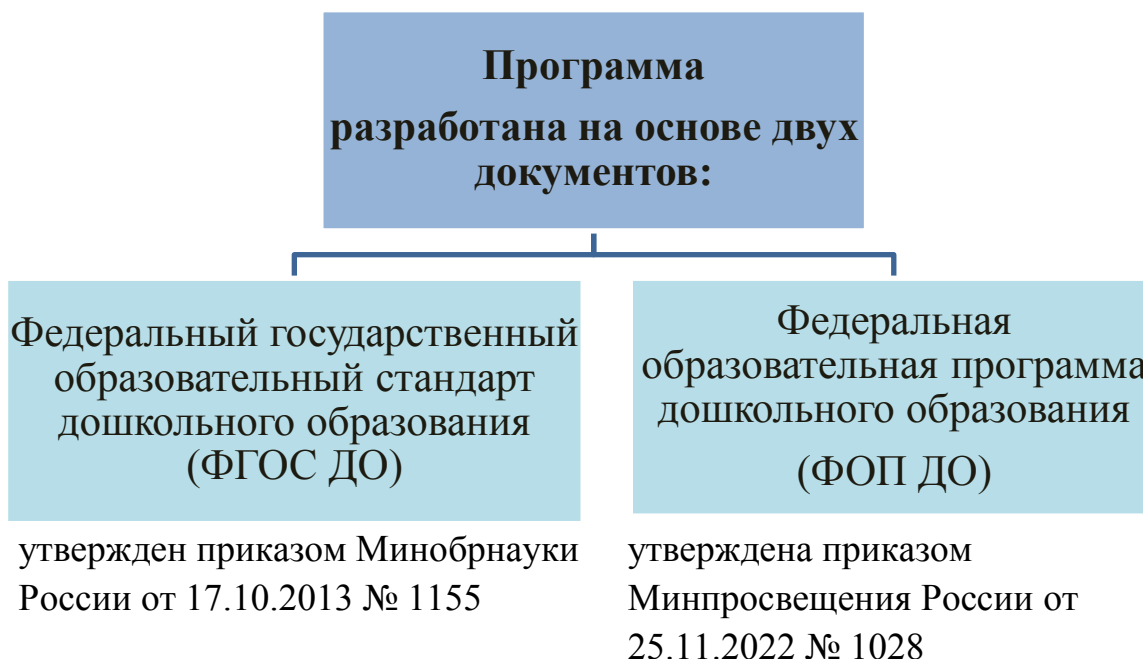 Программа
разработана на основе двух
документов:
Федеральный государственный
образовательный стандарт
дошкольного образования
(ФГОС ДО)
Федеральная
образовательная программа
дошкольного образования
(ФОП ДО)
утвержден приказом Минобрнауки
России от 17.10.2013 № 1155
утверждена приказом
Минпросвещения России от
25.11.2022 № 1028